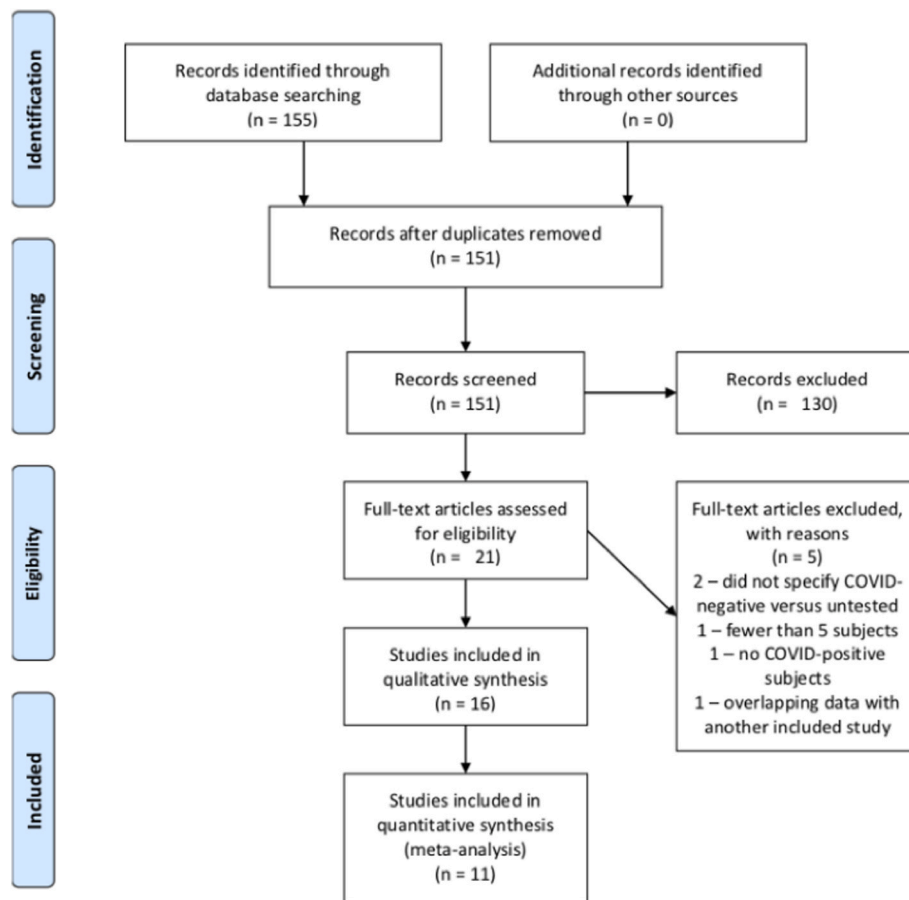 Identification
Records identified through
database searching
(n = 155)
Additional records identified
through other sources
(n = 0)
Records after duplicates removed
(n = 151)
Screening
Records screened
(n = 151)
Records excluded
(n =   130)
Eligibility
Full-text articles assessed
for eligibility
(n =   21)
Full-text articles excluded,
with reasons
(n = 5)
2 – did not specify COVID-
negative versus untested
1 – fewer than 5 subjects
1 – no COVID-positive
subjects
1 – overlapping data with
another included study
Studies included in
qualitative synthesis
(n = 16)
Included
Studies included in
quantitative synthesis
(meta-analysis)
(n = 11)